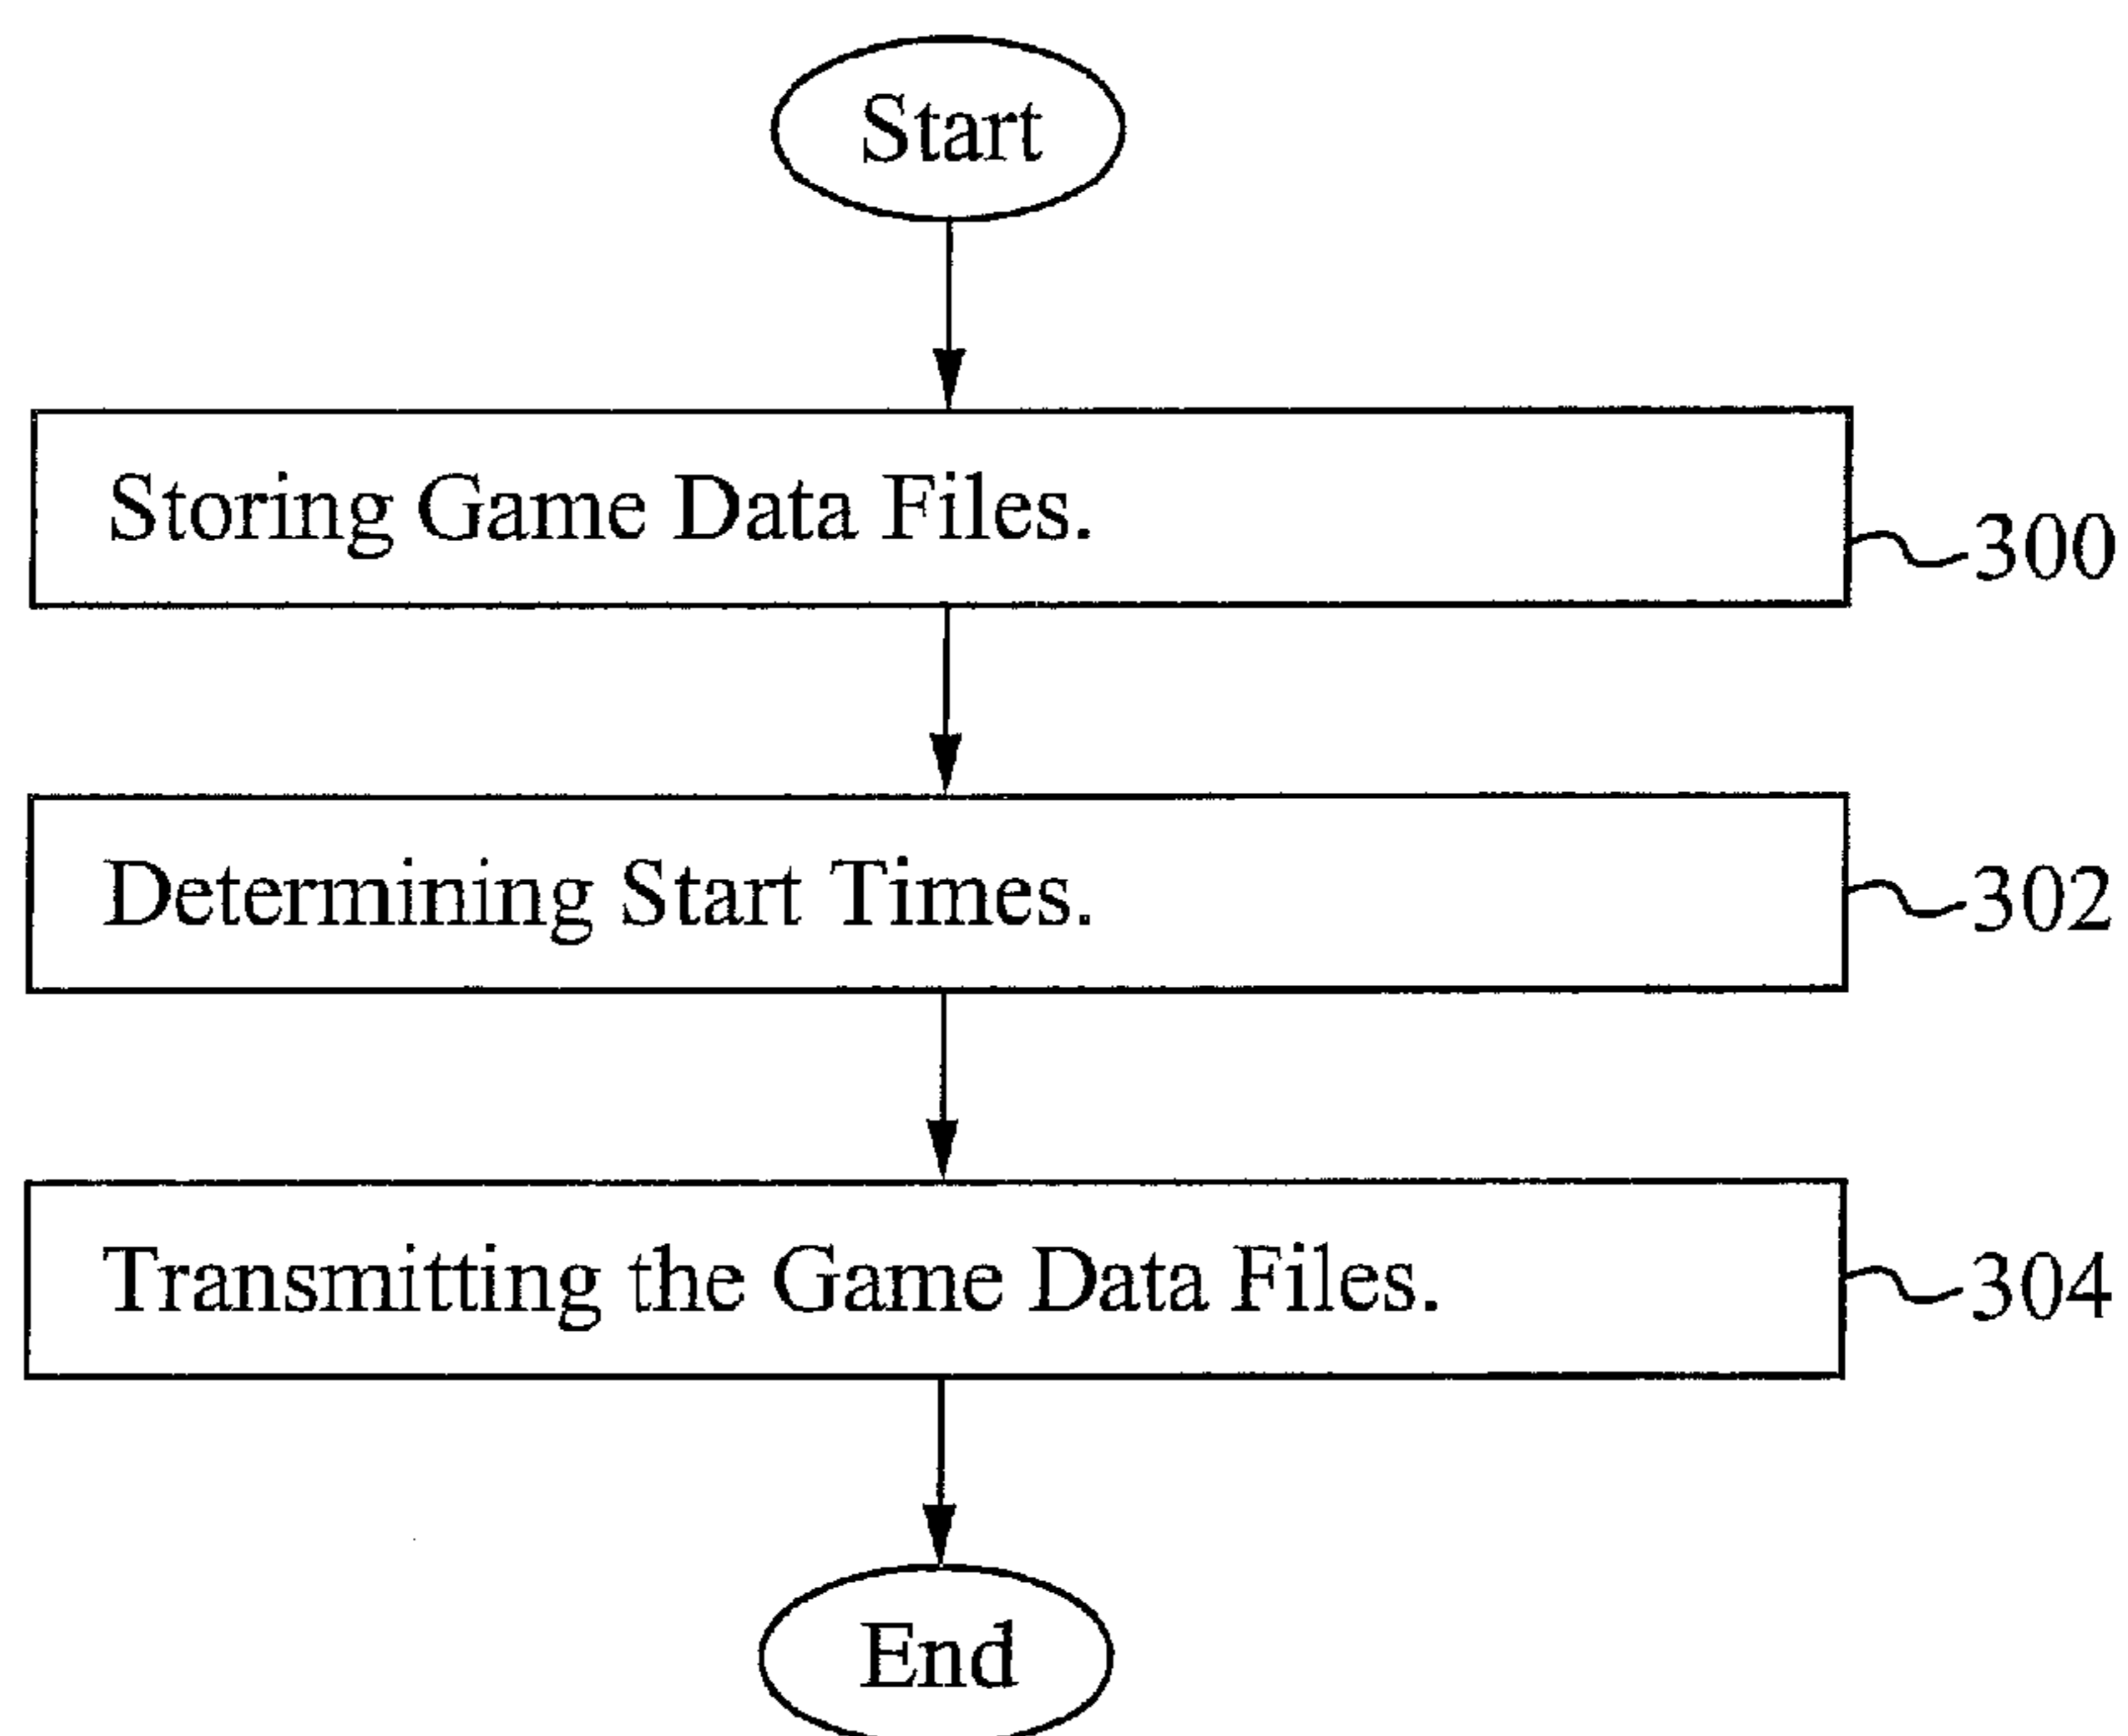 Start
Storing Game Data Files.
300
Determining Start Times.
302
Transmitting the Game Data Files.
304
End